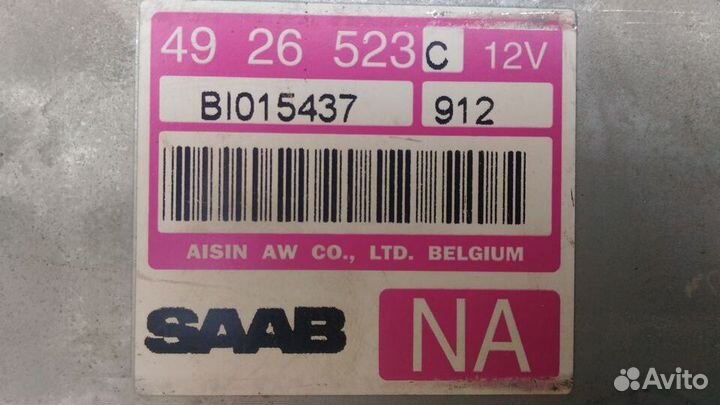 49 26 523 C 12V
BI015437 912
AISIN AW CO., LTD. BELGIUM
SAAB NA
Avito